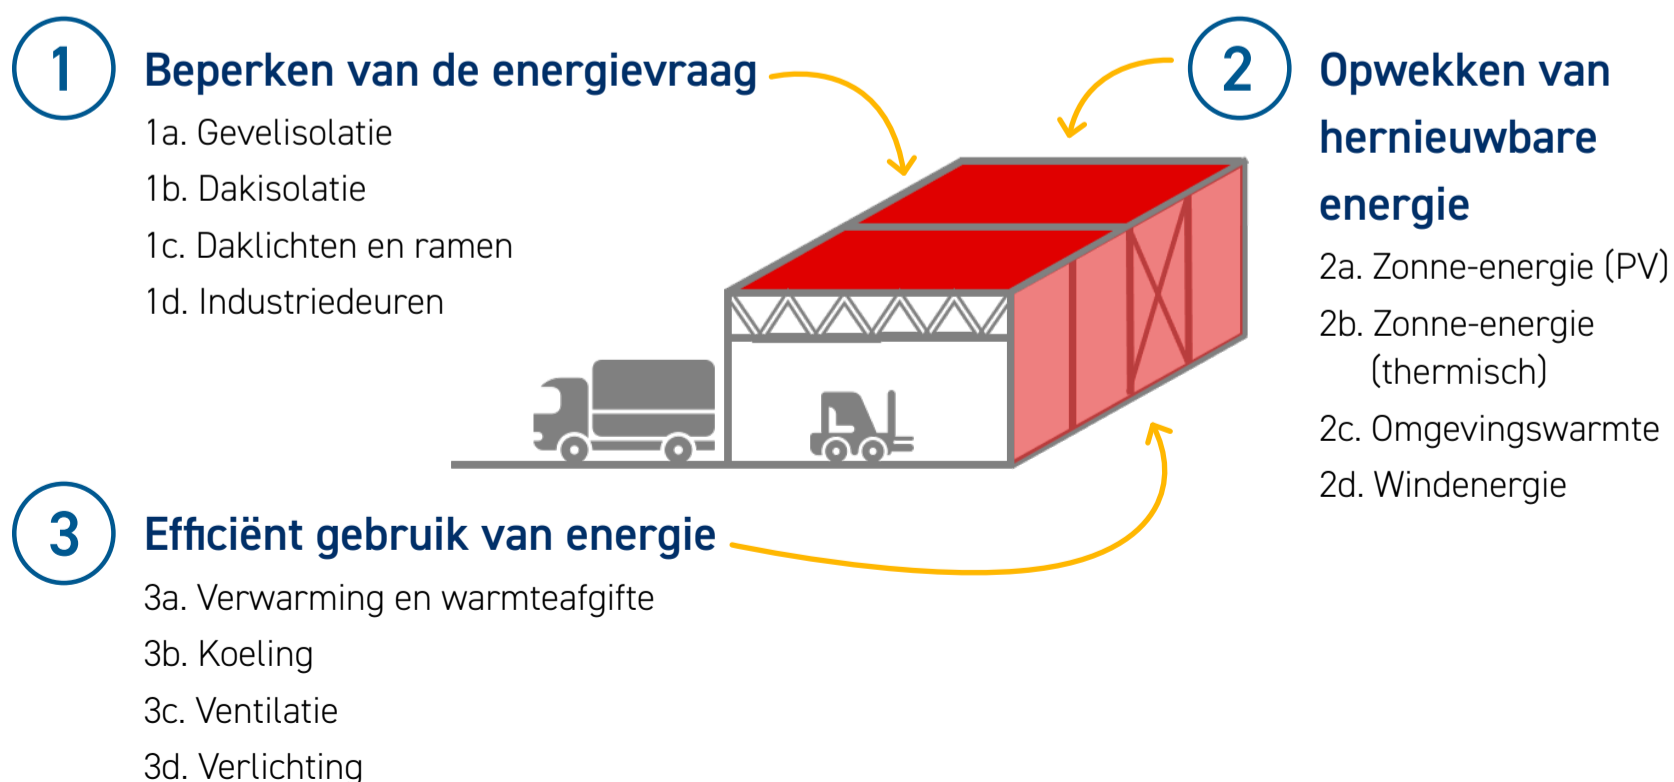 1
Beperken van de energievraag
1a. Gevelisolatie
1b. Dakisolatie
1c. Daklichten en ramen
1d. Industriedeuren
2
Opwekken van
hernieuwbare
energie
2a. Zonne-energie (PV)
2b. Zonne-energie
(thermisch)
2c. Omgevingswarmte
2d. Windenergie
3
Efficiënt gebruik van energie
3a. Verwarming en warmteafgifte
3b. Koeling
3c. Ventilatie
3d. Verlichting